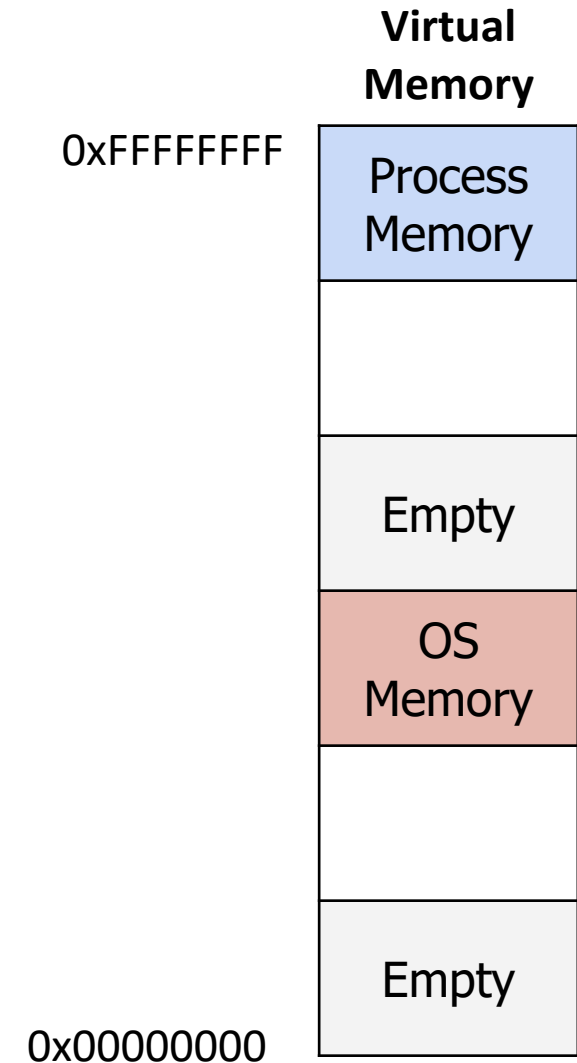 Virtual
Memory
0xFFFFFFFF
Process
Memory
Empty
OS
Memory
Empty
0x00000000